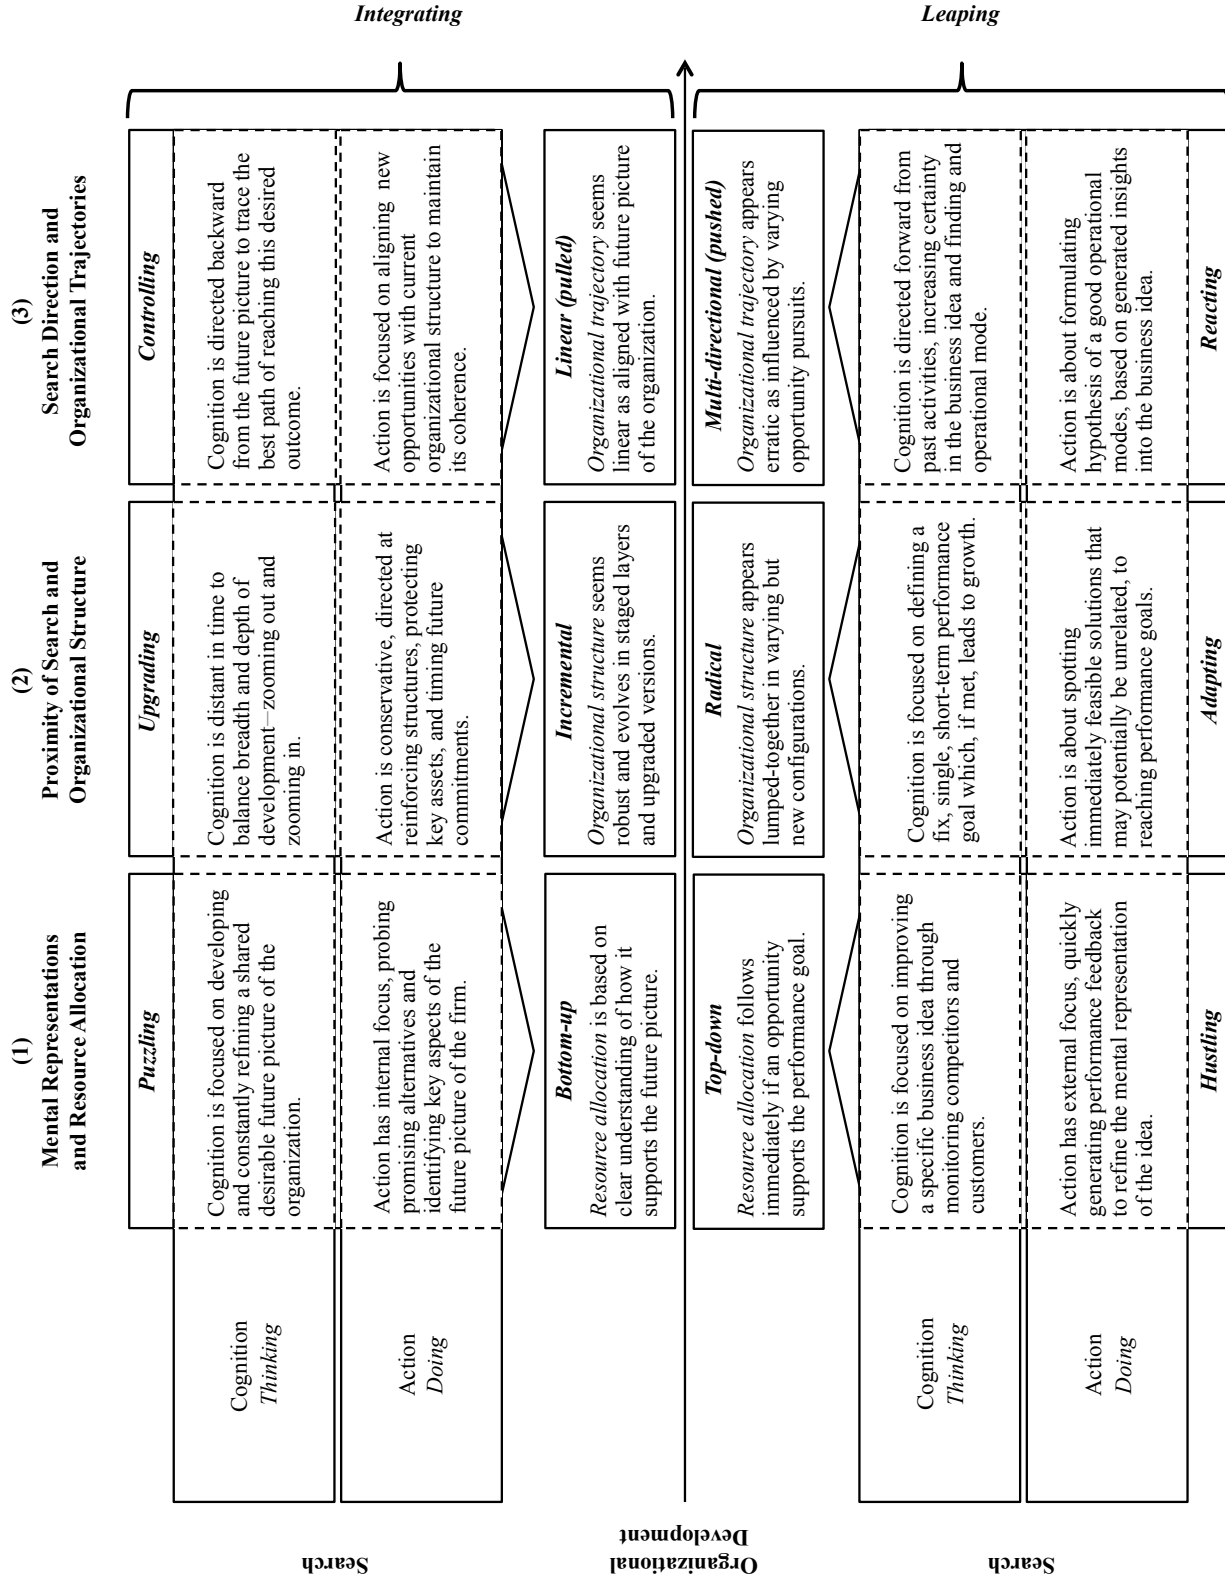 (1)
Mental Representations
and Resource Allocation
(2)
Proximity of Search and
Organizational Structure
(3)
Search Direction and
Organizational Trajectories
Puzzling
Upgrading
Controlling
Search
Cognition
Thinking
Cognition is focused on developing
and constantly refining a shared
desirable future picture of the
organization.
Cognition is distant in time to
balance breadth and depth of
development—zooming out and
zooming in.
Cognition is directed backward
from the future picture to trace the
best path of reaching this desired
outcome.
Action
Doing
Action has internal focus, probing
promising alternatives and
identifying key aspects of the
future picture of the firm.
Action is conservative, directed at
reinforcing structures, protecting
key assets, and timing future
commitments.
Action is focused on aligning new
opportunities with current
organizational structure to maintain
its coherence.
Integrating
Organizational
Development
Bottom-up
Resource allocation is based on
clear understanding of how it
supports the future picture.
Incremental
Organizational structure seems
robust and evolves in staged layers
and upgraded versions.
Linear (pulled)
Organizational trajectory seems
linear as aligned with future picture
of the organization.
Top-down
Resource allocation follows
immediately if an opportunity
supports the performance goal.
Radical
Organizational structure appears
lumped-together in varying but
new configurations.
Multi-directional (pushed)
Organizational trajectory appears
erratic as influenced by varying
opportunity pursuits.
Search
Cognition
Thinking
Cognition is focused on improving
a specific business idea through
monitoring competitors and
customers.
Cognition is focused on defining a
fix, single, short-term performance
goal which, if met, leads to growth.
Cognition is directed forward from
past activities, increasing certainty
in the business idea and finding and
operational mode.
Action
Doing
Action has external focus, quickly
generating performance feedback
to refine the mental representation
of the idea.
Action is about spotting
immediately feasible solutions that
may potentially be unrelated, to
reaching performance goals.
Action is about formulating
hypothesis of a good operational
modes, based on generated insights
into the business idea.
Leaping
Hustling
Adapting
Reacting